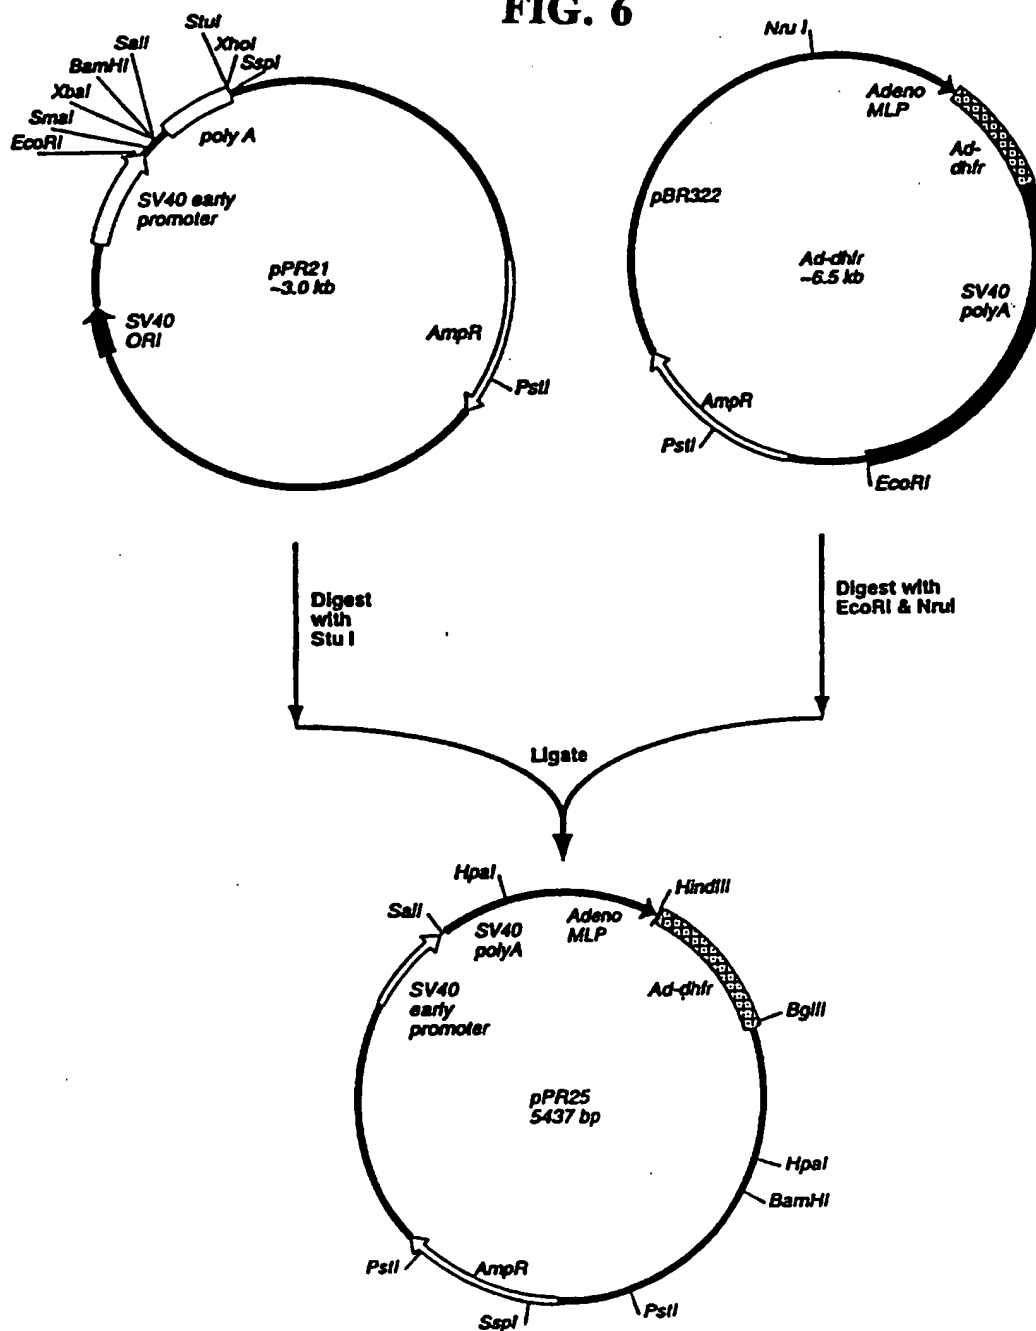 FIG. 6
StuI
XhoI
SspI
SalI
BamHI
XbaI
SmaI
EcoRI
poly A
SV40 early
promoter
pPR21
~3.0 kb
SV40
ORI
AmpR
PstI
Nru I
Adeno
MLP
Ad-
dhfr
pBR322
Ad-dhfr
~6.5 kb
SV40
polyA
AmpR
PstI
EcoRI
Digest
with
Stu I
Digest with
EcoRI & NruI
Ligate
HpaI
HindIII
SalI
SV40
polyA
Adeno
MLP
SV40
early
promoter
Ad-dhfr
BglII
pPR25
5437 bp
HpaI
BamHI
PstI
AmpR
SspI
PstI